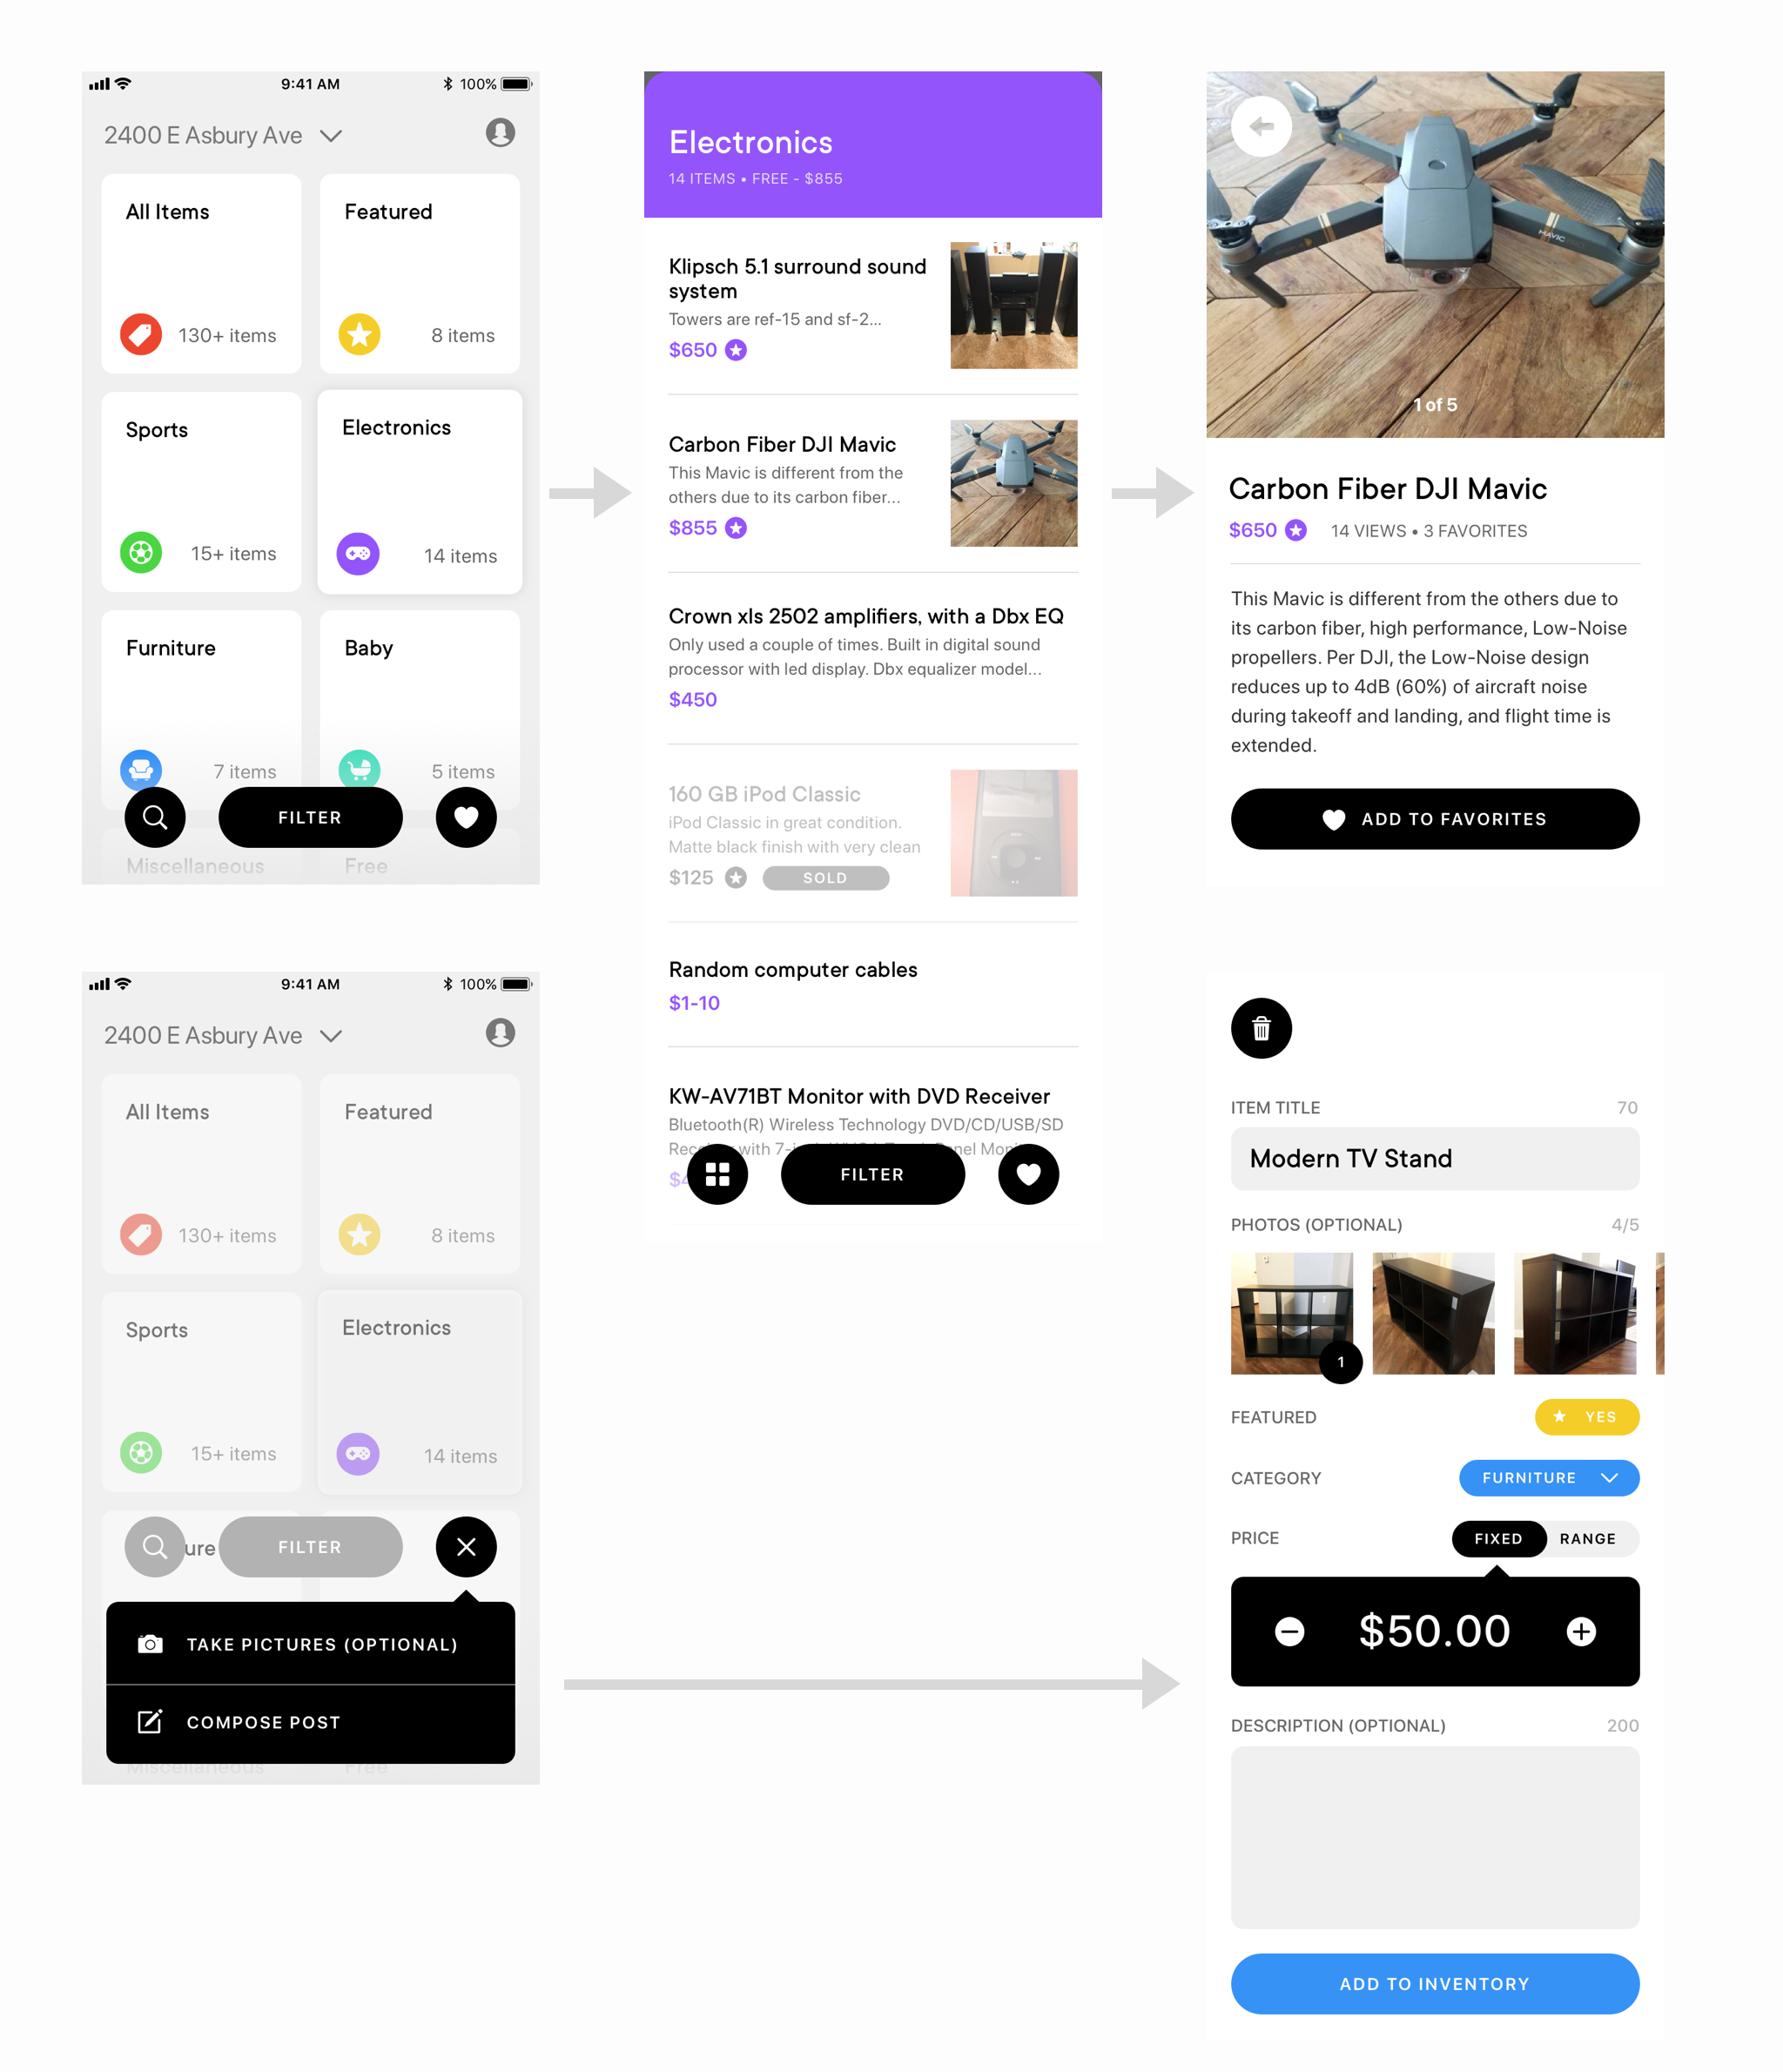 9:41 AM
100%
2400 E Asbury Ave
All Items
130+ items
Featured
8 items
Sports
15+ items
Electronics
14 items
Furniture
7 items
Baby
5 items
FILTER
Miscellaneous
Free
Electronics
14 ITEMS • FREE - $855
Klipsch 5.1 surround sound
system
Towers are ref-15 and sf-2...
$650
Carbon Fiber DJI Mavic
This Mavic is different from the
others due to its carbon fiber...
$855
Crown xls 2502 amplifiers, with a Dbx EQ
Only used a couple of times. Built in digital sound
processor with led display. Dbx equalizer model...
$450
160 GB iPod Classic
iPod Classic in great condition.
Matte black finish with very clean
$125
SOLD
Random computer cables
$1-10
KW-AV71BT Monitor with DVD Receiver
Bluetooth(R) Wireless Technology DVD/CD/USB/SD
with
FILTER
MAVIC
1 of 5
Carbon Fiber DJI Mavic
$650
14 VIEWS • 3 FAVORITES
This Mavic is different from the others due to
its carbon fiber, high performance, Low-Noise
propellers. Per DJI, the Low-Noise design
reduces up to 4dB (60%) of aircraft noise
during takeoff and landing, and flight time is
extended.
ADD TO FAVORITES
9:41 AM
100%
2400 E Asbury Ave
All Items
130+ items
Featured
8 items
Sports
15+ items
Electronics
14 items
ure
FILTER
TAKE PICTURES (OPTIONAL)
COMPOSE POST
Miscellaneous
Free
ITEM TITLE
70
Modern TV Stand
PHOTOS (OPTIONAL)
4/5
1
FEATURED
YES
CATEGORY
FURNITURE
PRICE
FIXED
RANGE
$50.00
DESCRIPTION (OPTIONAL)
200
ADD TO INVENTORY